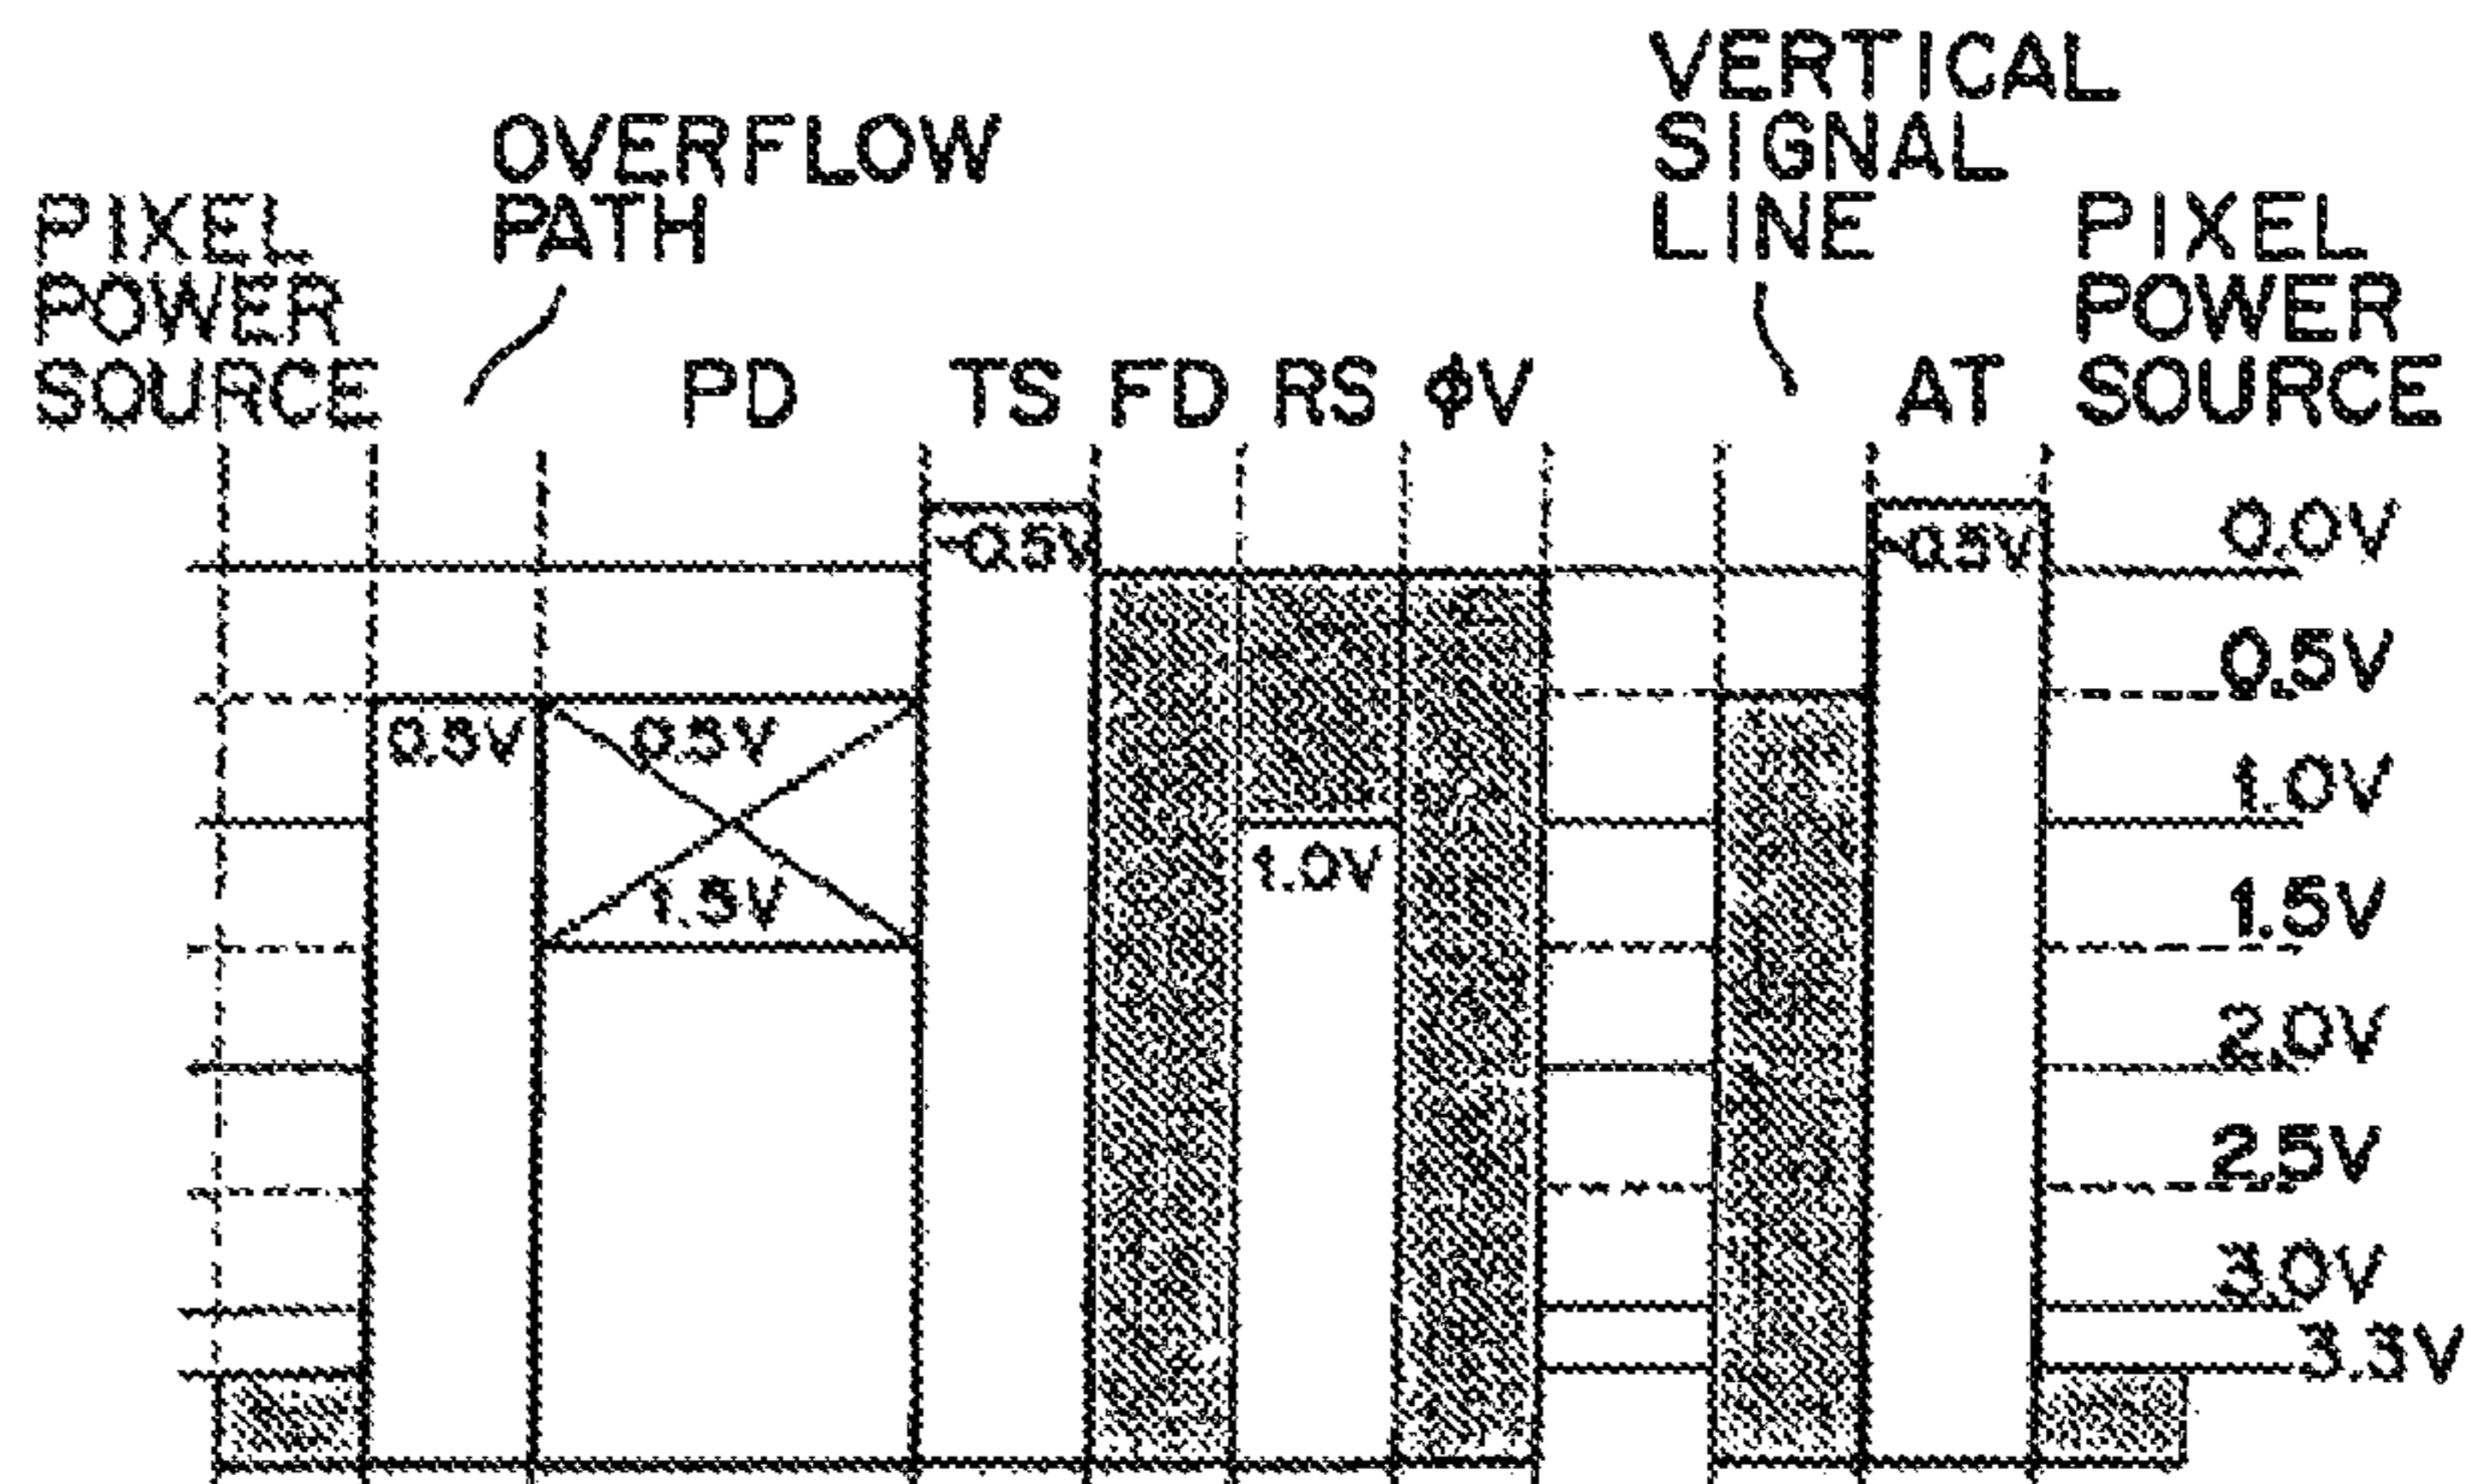 PIXEL
POWER
SOURCE
OVERFLOW
PATH
PD
TS
FD
RS
ϕV
VERTICAL
SIGNAL
LINE
AT
PIXEL
POWER
SOURCE
-0.5V
-0.5V
0.5V
0.5V
1.5V
1.0V
0.0V
0.5V
1.0V
1.5V
2.0V
2.5V
3.0V
3.3V